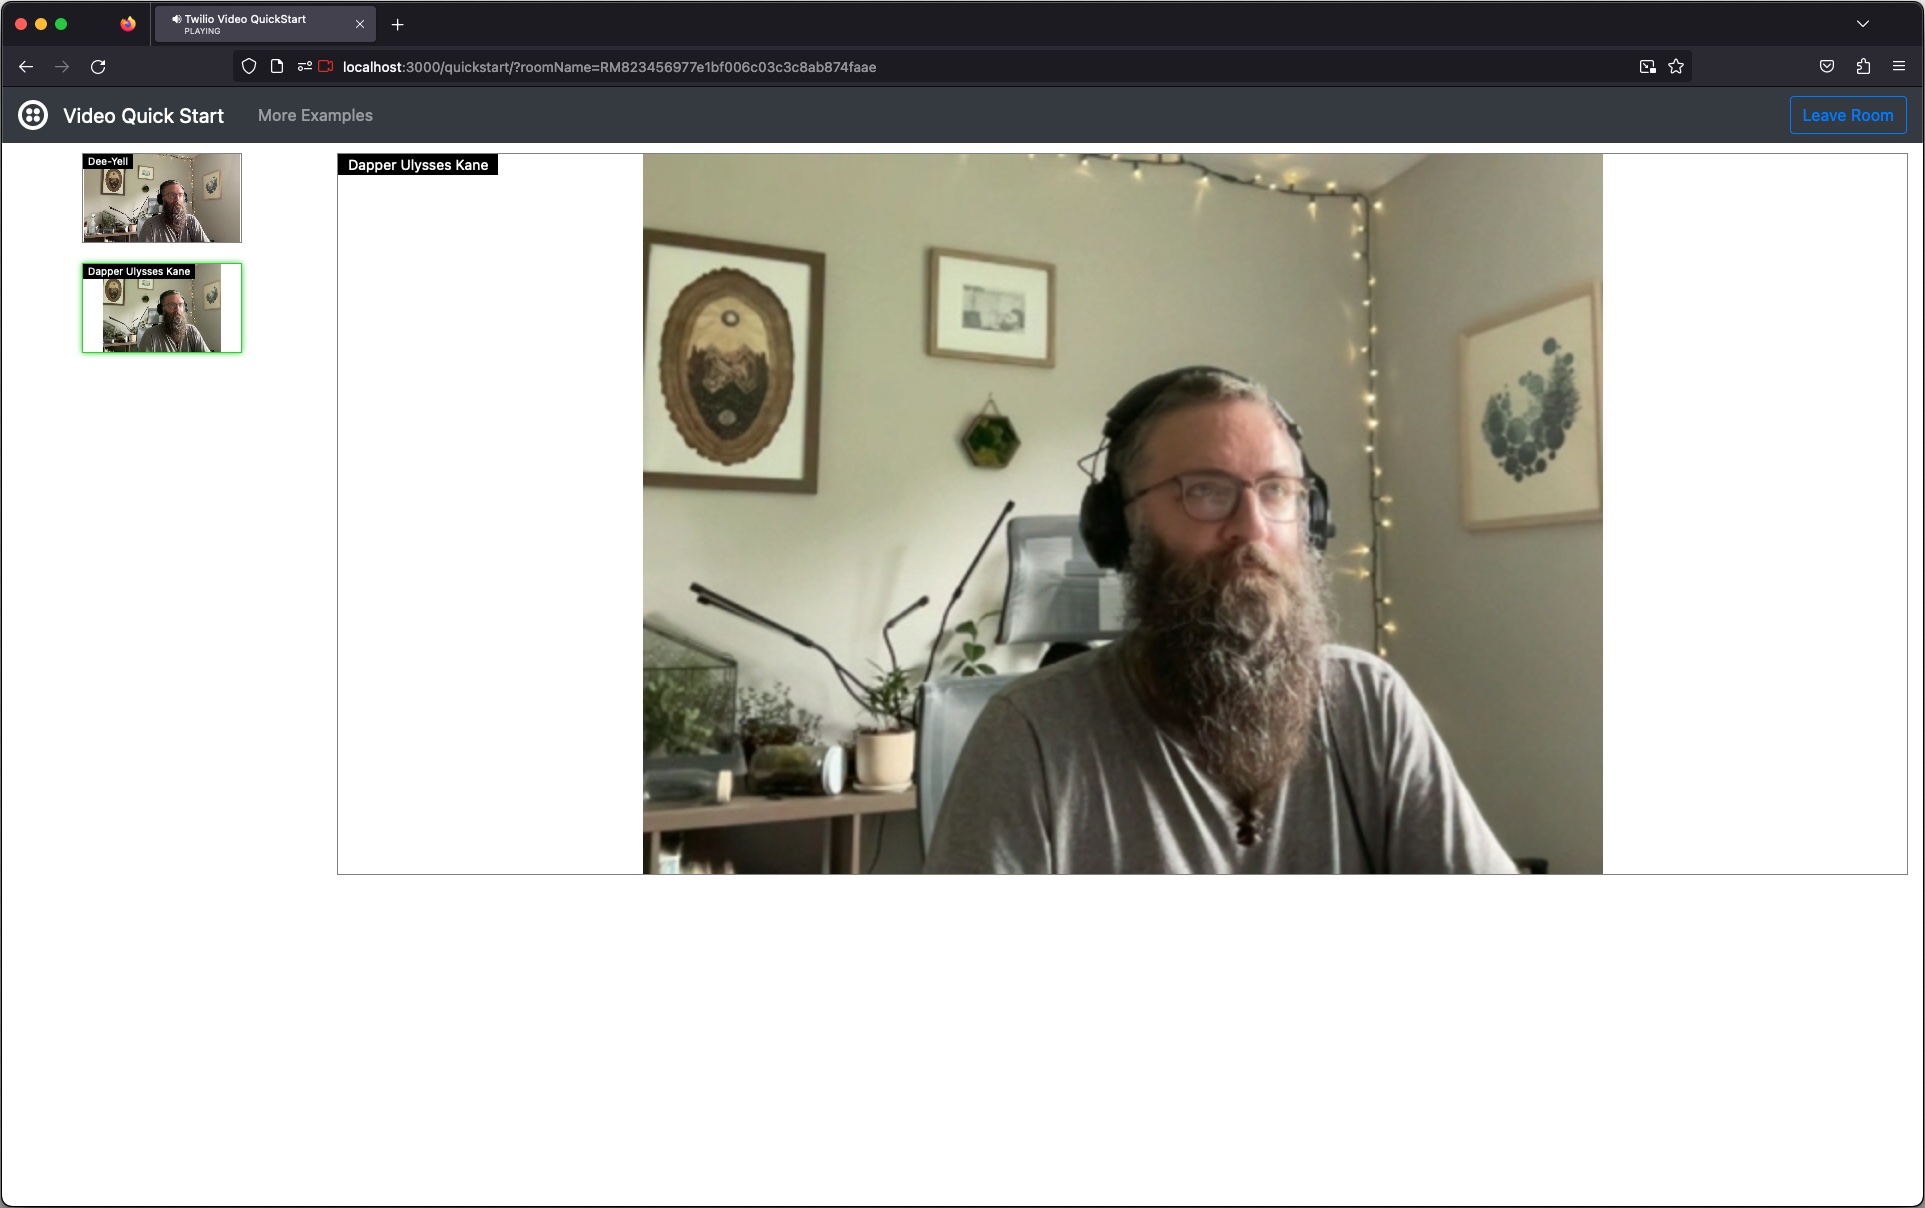 Twilio Video QuickStart
PLAYING
localhost:3000/quickstart/?roomName=RM823456977e1bf006c03c3c8ab874faae
Video Quick Start
More Examples
Leave Room
Dee-Yell
Dapper Ulysses Kane
Dapper Ulysses Kane